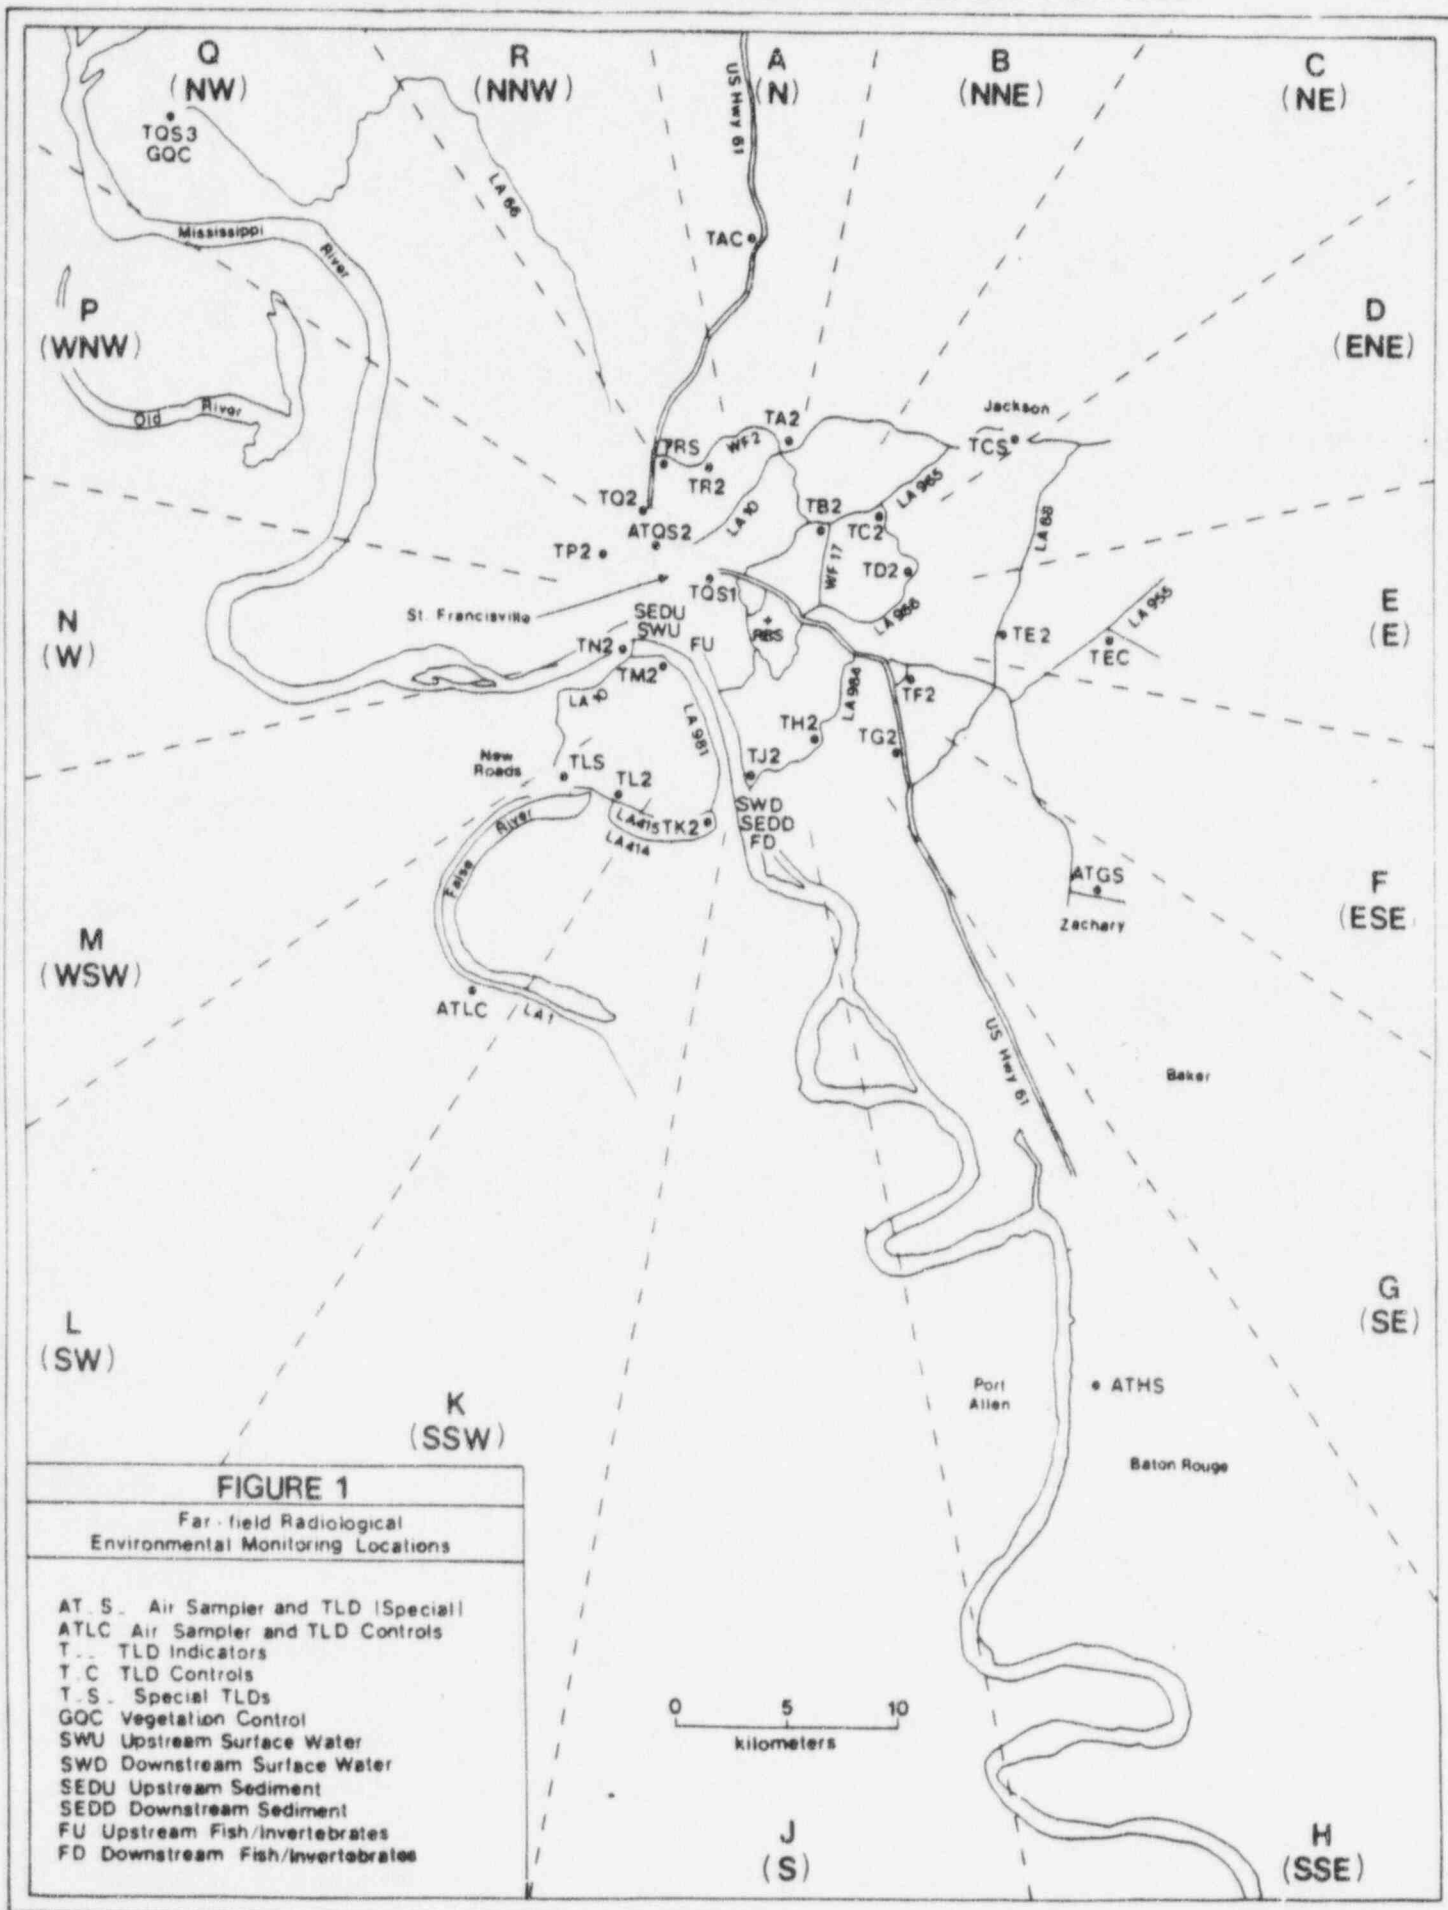 Q
(NW)
R
(NNW)
A
(N)
B
(NNE)
C
(NE)
US Hwy 61
TQS3
GQC
LA 66
Mississippi
River
TAC
P
(WNW)
D
(ENE)
Old River
Jackson
TA2
TCS
TRS
WF2
TR2
LA 965
TQ2
LA 10
TB2
TC2
ATQS2
LA 68
TP2
WF 17
TD2
TQS1
St. Francisville
SEDU
SWU
FU
RBS
LA 966
LA 955
E
(E)
N
(W)
TN2
TE2
TEC
TM2
LA 10
LA 981
LA 964
TF2
TH2
TG2
New
Roads
TLS
TL2
TJ2
SWD
SEDD
FD
LA415
TK2
LA414
False River
ATGS
Zachary
F
(ESE
M
(WSW)
ATLC
LA 1
US Hwy 61
Baker
L
(SW)
G
(SE)
Port
Allen
ATHS
K
(SSW)
Baton Rouge
FIGURE 1
Far-field Radiological
Environmental Monitoring Locations
AT_S_ Air Sampler and TLD (Special)
ATLC Air Sampler and TLD Controls
T__ TLD Indicators
T_C TLD Controls
T_S_ Special TLDs
GQC Vegetation Control
SWU Upstream Surface Water
SWD Downstream Surface Water
SEDU Upstream Sediment
SEDD Downstream Sediment
FU Upstream Fish/Invertebrates
FD Downstream Fish/Invertebrates
0 5 10
kilometers
J
(S)
H
(SSE)